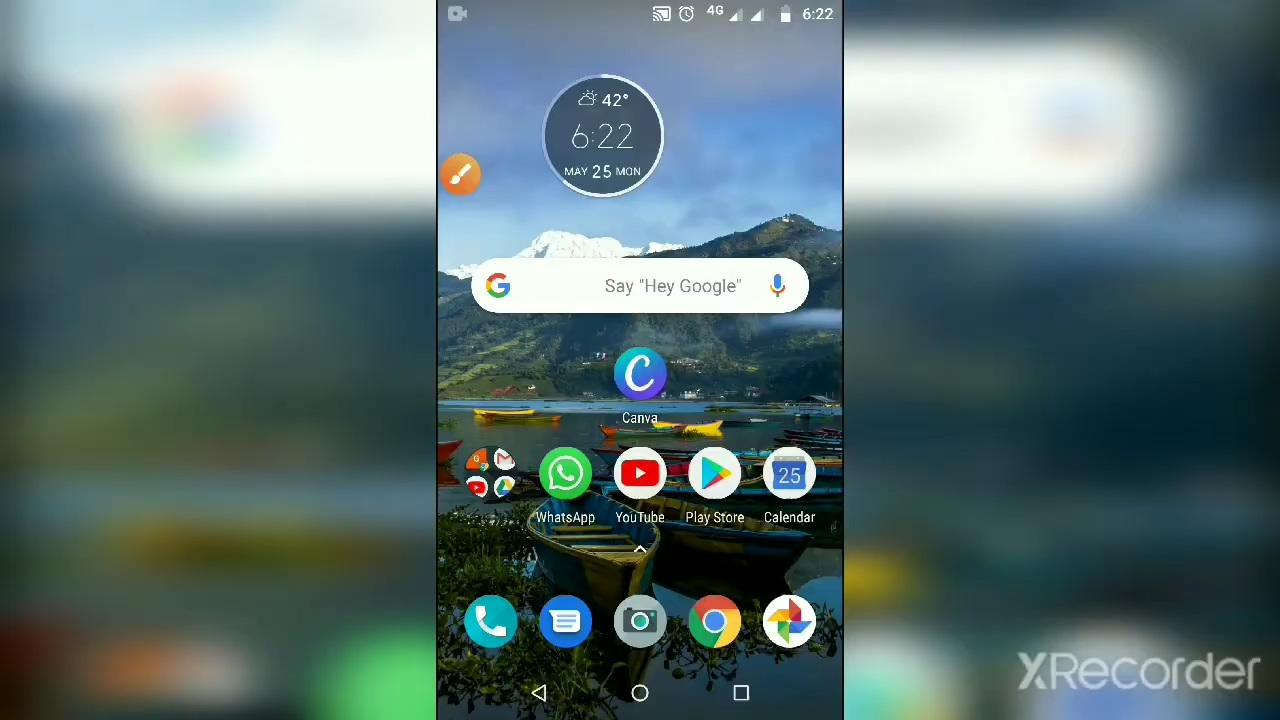 4G 6:22
42°
6:22
MAY 25 MON
Say "Hey Google"
Canva
25
WhatsApp YouTube Play Store Calendar
XRecorder